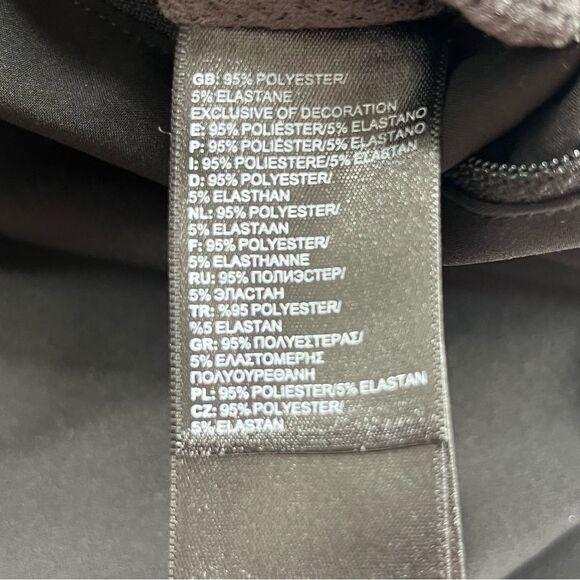 GB: 95% POLYESTER/
5% ELASTANE
EXCLUSIVE OF DECORATION
E: 95% POLIÉSTER/5% ELASTANO
P: 95% POLIÉSTER/5% ELASTANO
I: 95% POLIESTERE/5% ELASTAN
D: 95% POLYESTER/
5% ELASTHAN
NL: 95% POLYESTER/
5% ELASTAAN
F: 95% POLYESTER/
5% ELASTHANNE
RU: 95% ПОЛИЭСТЕР/
5% ЭЛАСТАН
TR: %95 POLYESTER/
%5 ELASTAN
GR: 95% ΠΟΛΥΕΣΤΕΡΑΣ/
5% ΕΛΑΣΤΟΜΕΡΗΣ
ΠΟΛΥΟΥΡΕΘΑΝΗ
PL: 95% POLIESTER/5% ELASTAN
CZ: 95% POLYESTER/
5% ELASTAN